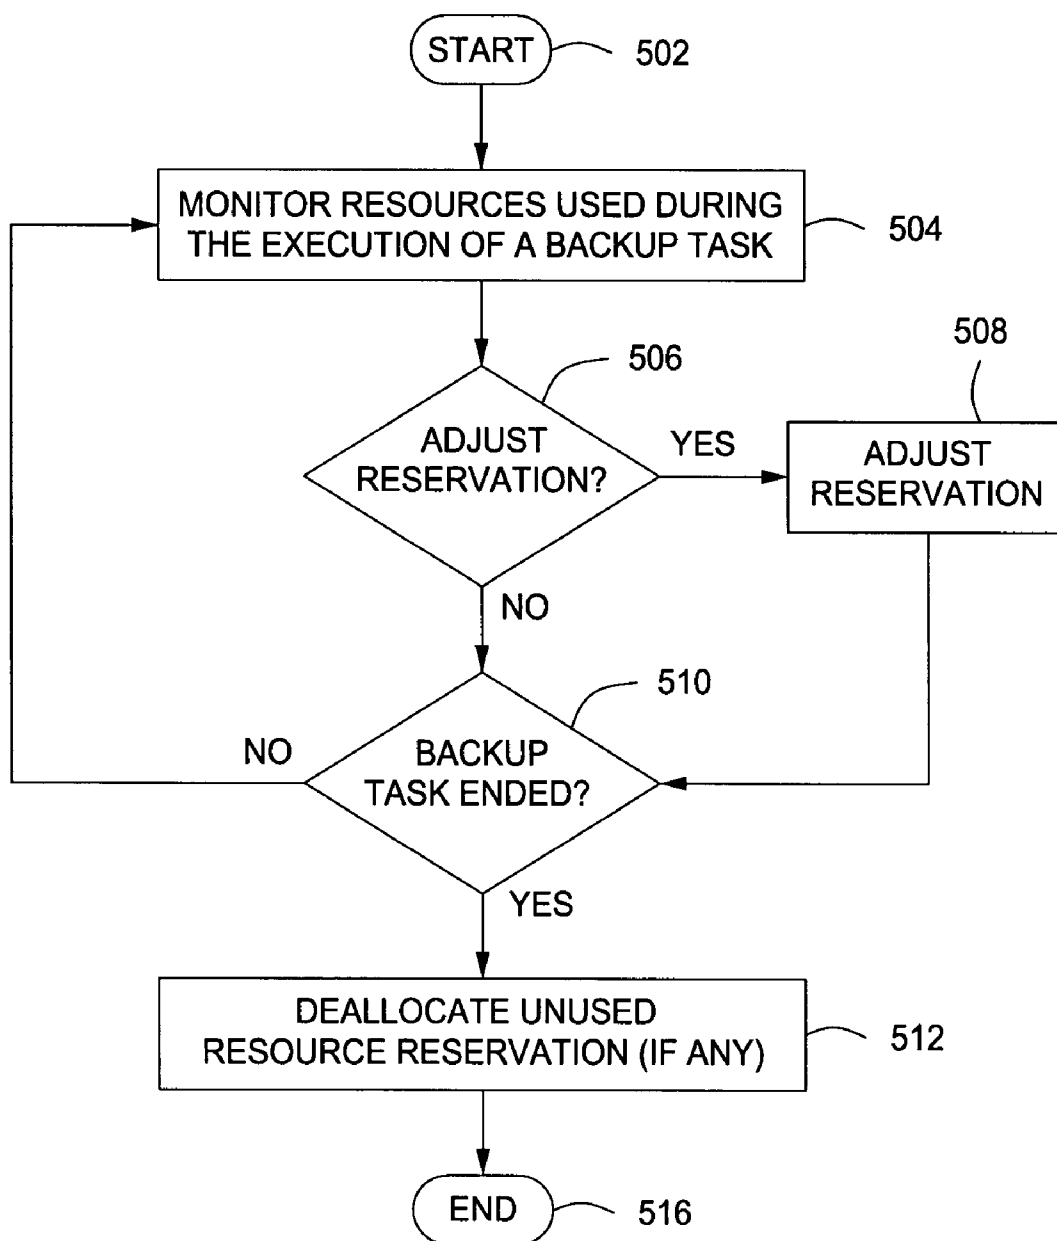 START
502
MONITOR RESOURCES USED DURING
THE EXECUTION OF A BACKUP TASK
504
506
508
ADJUST
RESERVATION?
YES
ADJUST
RESERVATION
NO
510
NO
BACKUP
TASK ENDED?
YES
DEALLOCATE UNUSED
RESOURCE RESERVATION (IF ANY)
512
END
516